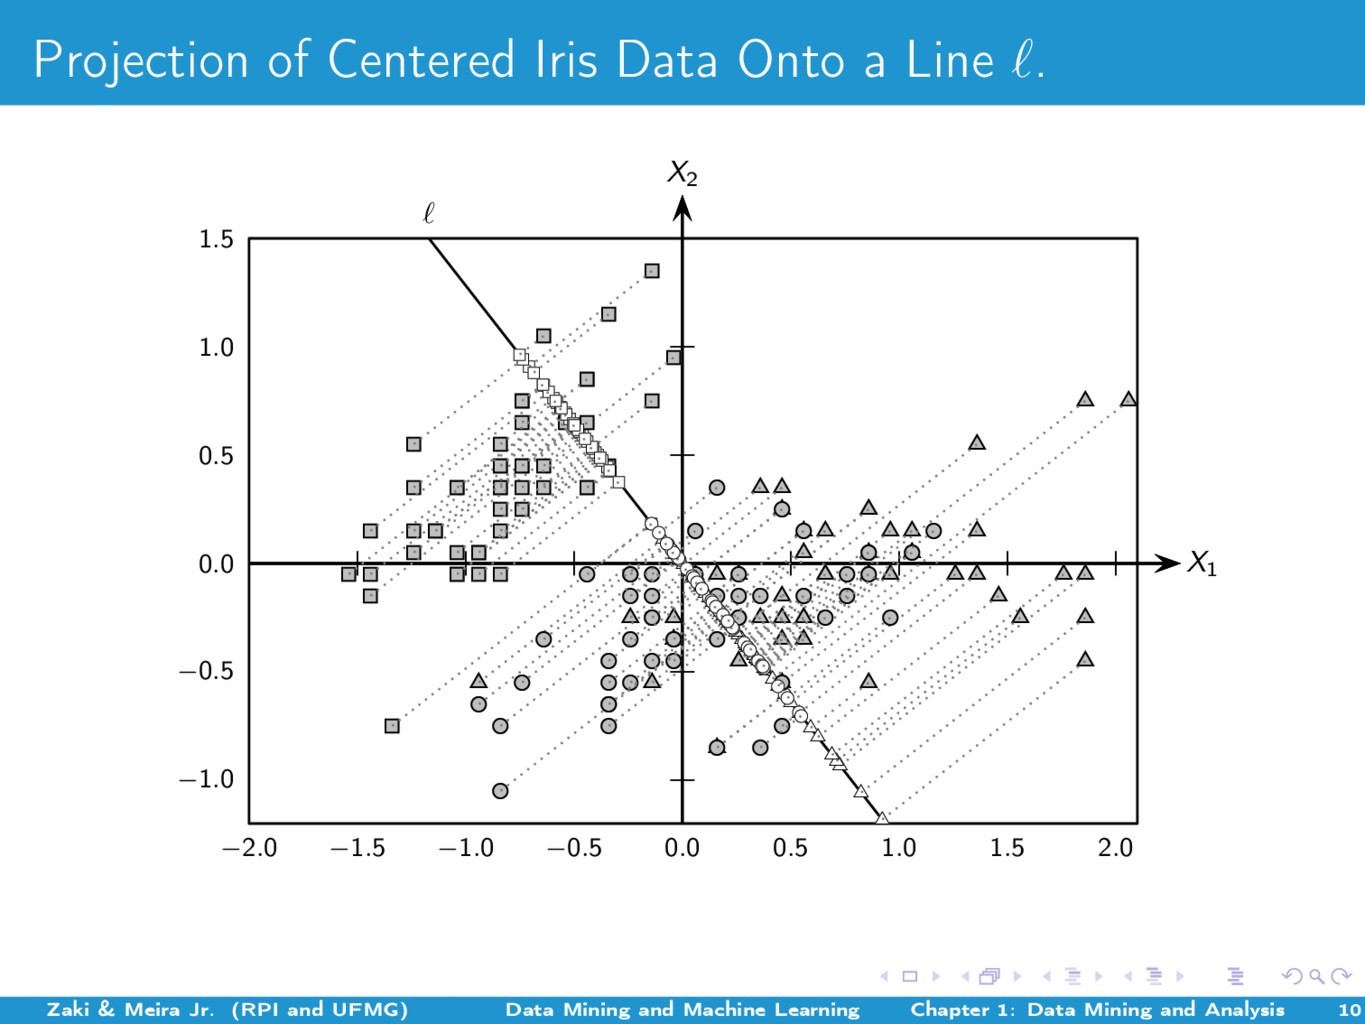 Projection of Centered Iris Data Onto a Line ℓ.
X₂
ℓ
1.5
1.0
0.5
0.0
−0.5
−1.0
X₁
−2.0 −1.5 −1.0 −0.5 0.0 0.5 1.0 1.5 2.0
Zaki & Meira Jr. (RPI and UFMG) Data Mining and Machine Learning Chapter 1: Data Mining and Analysis 10